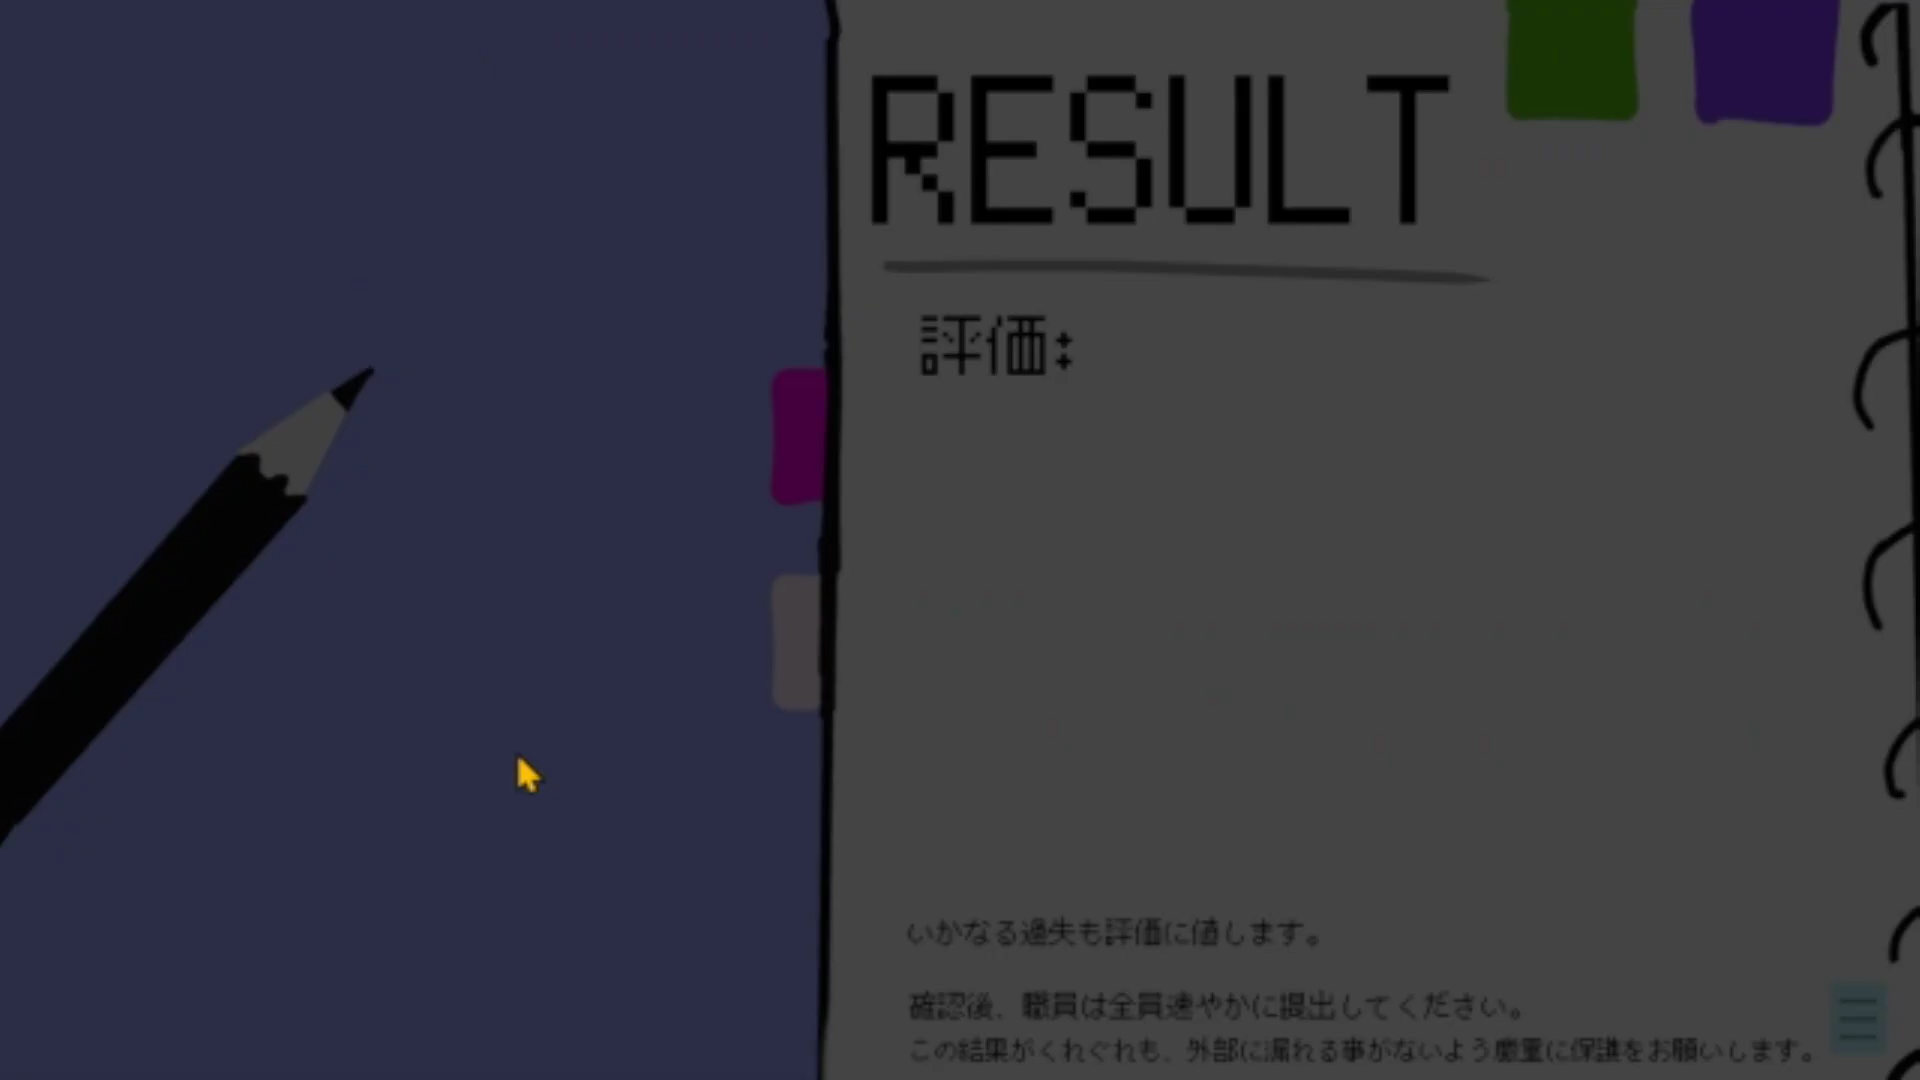 RESULT
評価:
いかなる過失も評価に値します。
確認後、職員は全員速やかに提出してください。
この結果がくれぐれも、外部に漏れる事がないよう厳重に保護をお願いします。